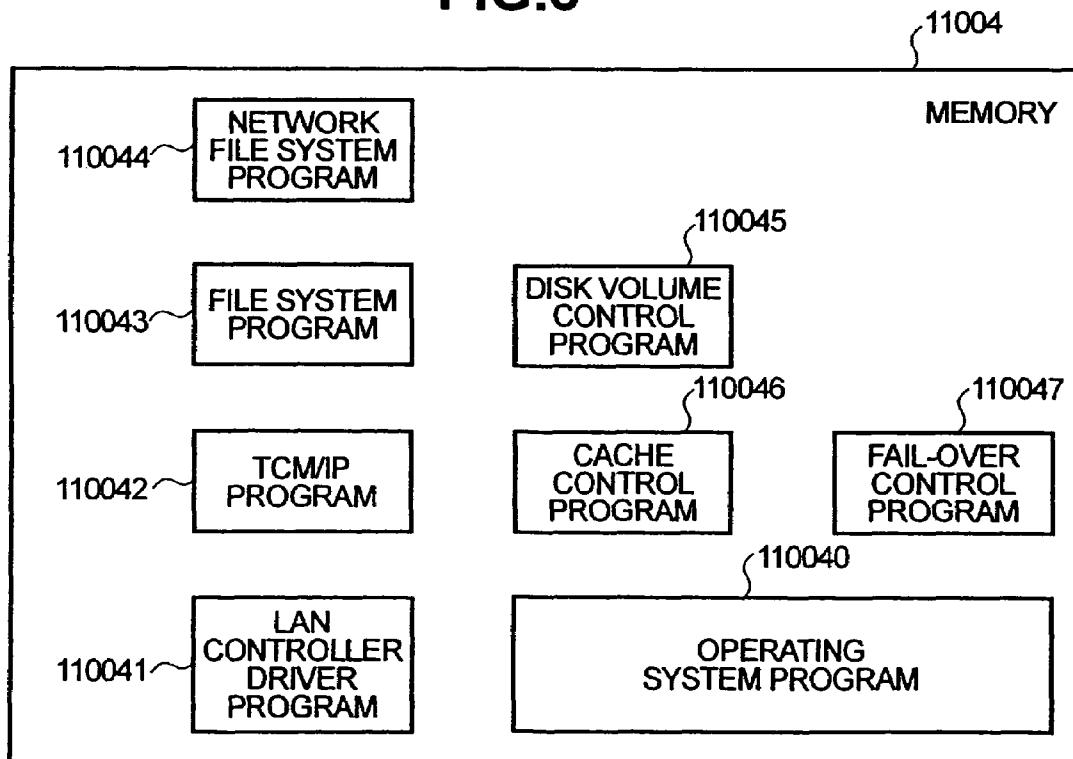 11004
MEMORY
NETWORK
FILE SYSTEM
PROGRAM
110044
110045
FILE SYSTEM
PROGRAM
110043
DISK VOLUME
CONTROL
PROGRAM
110046
110047
TCM/IP
PROGRAM
110042
CACHE
CONTROL
PROGRAM
FAIL-OVER
CONTROL
PROGRAM
110040
LAN
CONTROLLER
DRIVER
PROGRAM
110041
OPERATING
SYSTEM PROGRAM